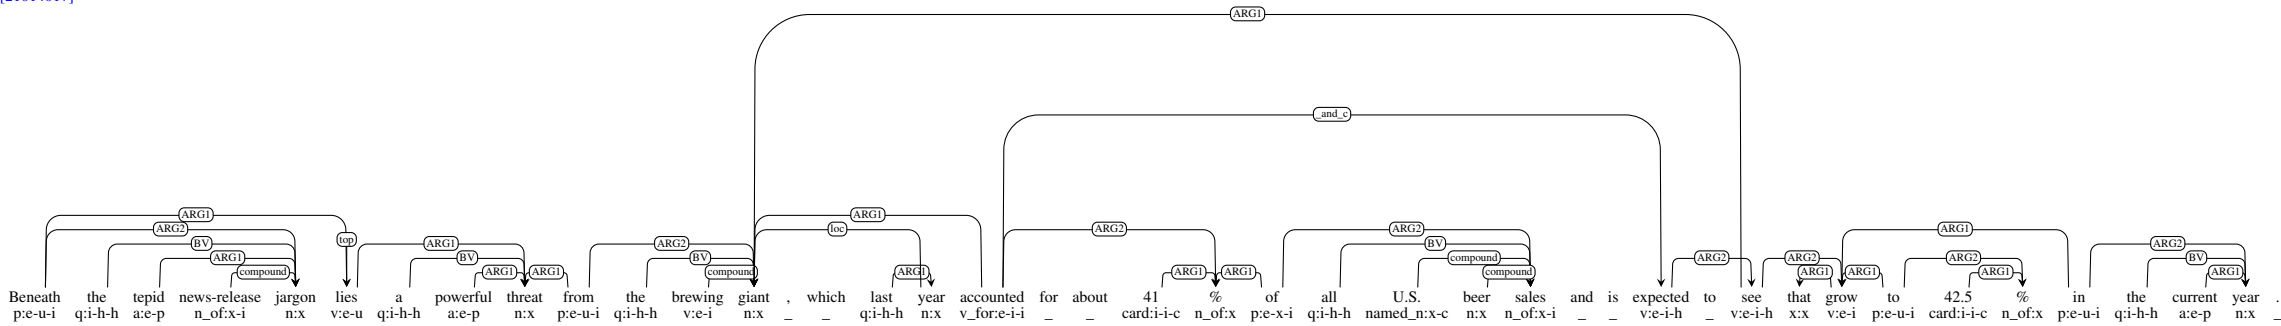 ARG1
_and_c
ARG1 ARG1
ARG2 loc ARG2 ARG2 ARG1
BV top ARG1 ARG2 BV ARG2
ARG1 BV BV compound ARG2 ARG2 ARG2 BV
compound ARG1 ARG1 compound ARG1 ARG1 ARG1 compound ARG1 ARG1 ARG1 ARG1
Beneath the tepid news-release jargon lies a powerful threat from the brewing giant , which last year accounted for about 41 % of all U.S. beer sales and is expected to see that grow to 42.5 % in the current year .
p:e-u-i q:i-h-h a:e-p n_of:x-i n:x v:e-u q:i-h-h a:e-p n:x p:e-u-i q:i-h-h v:e-i n:x _ _ q:i-h-h n:x v_for:e-i-i _ _ card:i-i-c n_of:x p:e-x-i q:i-h-h named_n:x-c n:x n_of:x-i _ _ v:e-i-h _ v:e-i-h x:x v:e-i p:e-u-i card:i-i-c n_of:x p:e-u-i q:i-h-h a:e-p n:x _